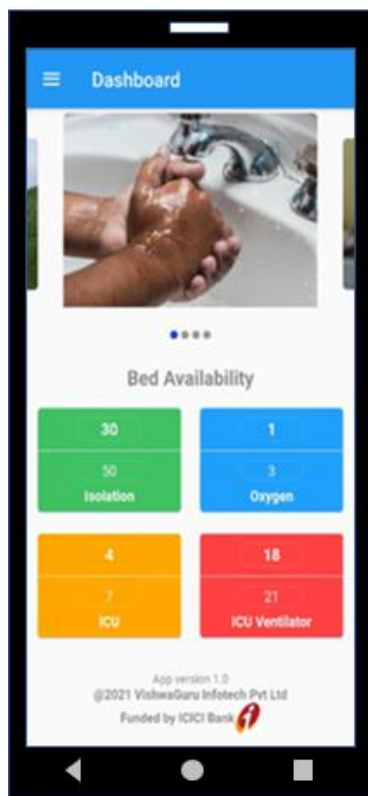 Dashboard
Bed Availability
30
50
Isolation
1
3
Oxygen
4
7
ICU
18
21
ICU Ventilator
App version 1.0
@2021 VishwaGuru Infotech Pvt Ltd
Funded by ICICI Bank